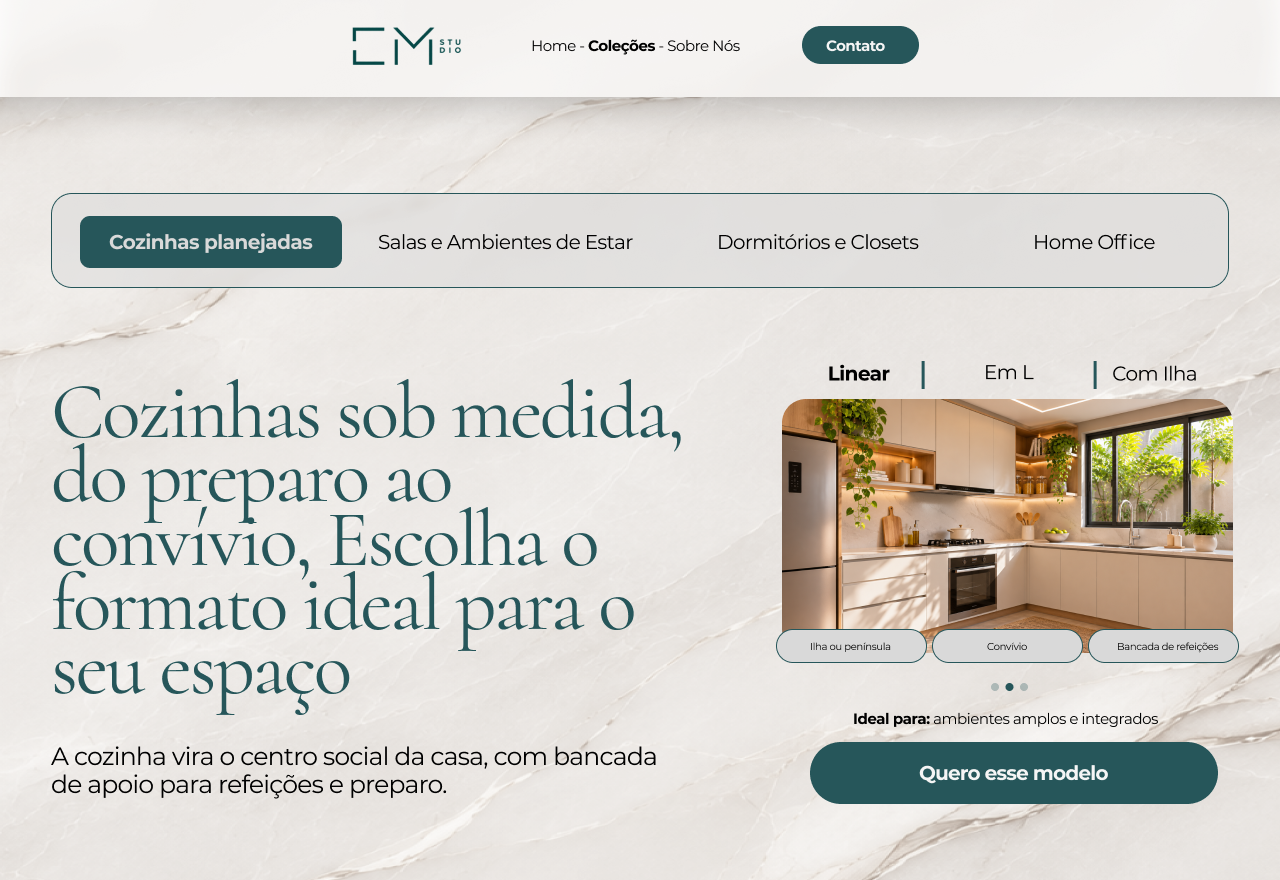 EM STUDIO
Home - Coleções - Sobre Nós
Contato
Cozinhas planejadas
Salas e Ambientes de Estar
Dormitórios e Closets
Home Office
Cozinhas sob medida,
do preparo ao
convívio, Escolha o
formato ideal para o
seu espaço
A cozinha vira o centro social da casa, com bancada
de apoio para refeições e preparo.
Linear | Em L | Com Ilha
Ilha ou península
Convívio
Bancada de refeições
Ideal para: ambientes amplos e integrados
Quero esse modelo